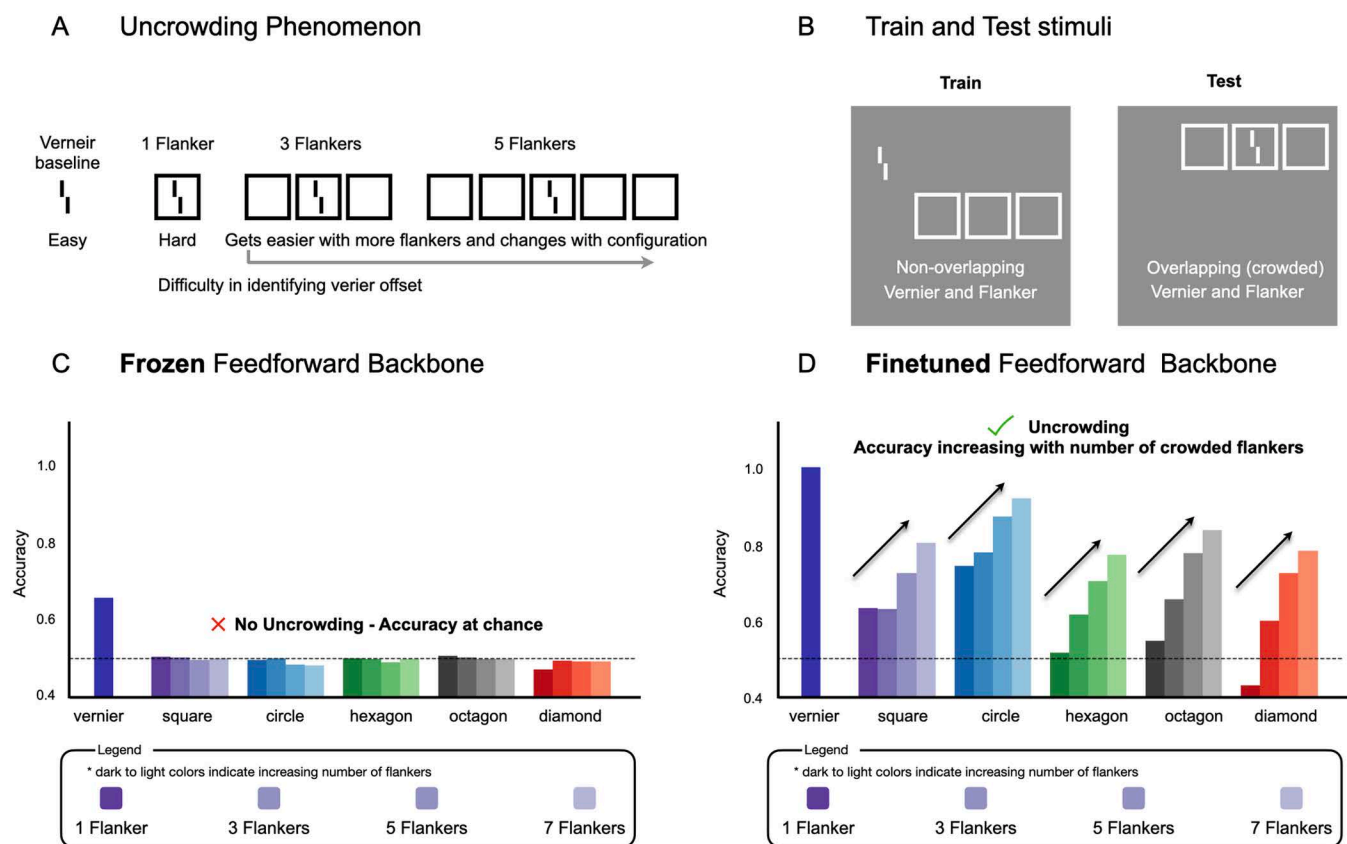 A Uncrowding Phenomenon
Verneir
baseline
1 Flanker
3 Flankers
5 Flankers
Easy
Hard
Gets easier with more flankers and changes with configuration
Difficulty in identifying verier offset
B Train and Test stimuli
Train
Test
Non-overlapping
Vernier and Flanker
Overlapping (crowded)
Vernier and Flanker
C Frozen Feedforward Backbone
Accuracy
1.0
0.8
0.6
0.4
No Uncrowding - Accuracy at chance
vernier square circle hexagon octagon diamond
Legend
* dark to light colors indicate increasing number of flankers
1 Flanker 3 Flankers 5 Flankers 7 Flankers
D Finetuned Feedforward Backbone
Uncrowding
Accuracy increasing with number of crowded flankers
Accuracy
1.0
0.8
0.6
0.4
vernier square circle hexagon octagon diamond
Legend
* dark to light colors indicate increasing number of flankers
1 Flanker 3 Flankers 5 Flankers 7 Flankers